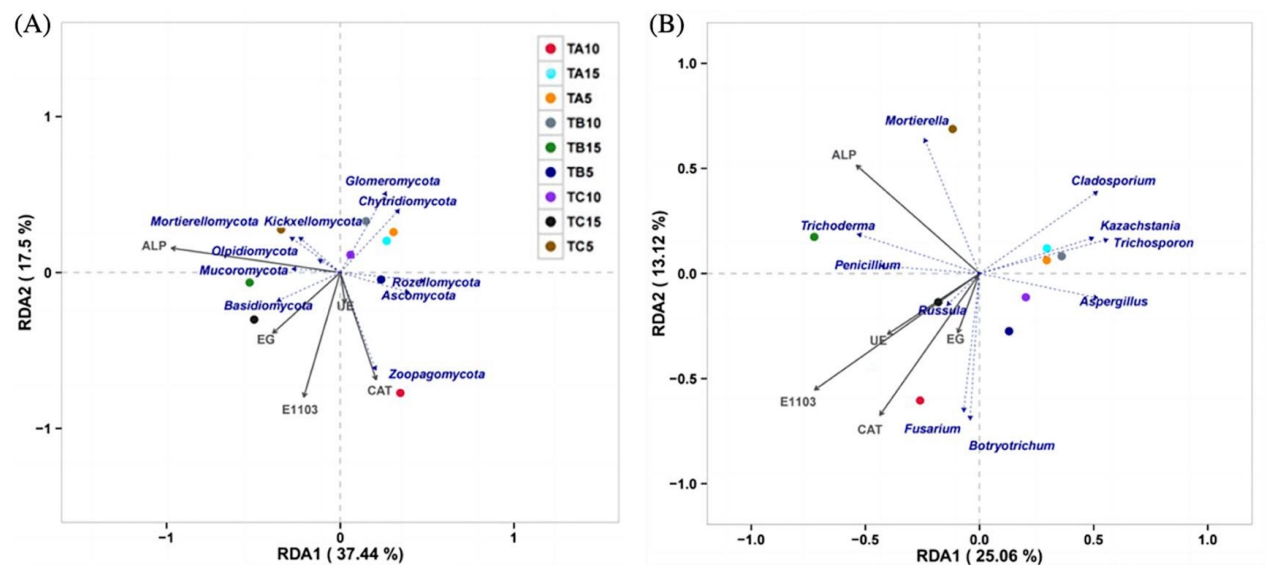 (A)
TA10
TA15
TA5
TB10
TB15
TB5
TC10
TC15
TC5
1
0
−1
RDA2 ( 17.5 %)
Glomeromycota
Chytridiomycota
Mortierellomycota Kickxellomycota
ALP
Olpidiomycota
Mucoromycota
Rozellomycota
Ascomycota
Basidiomycota
UE
EG
Zoopagomycota
CAT
E1103
−1
0
1
RDA1 ( 37.44 %)
(B)
1.0
0.5
0.0
−0.5
−1.0
RDA2 ( 13.12 %)
Mortierella
ALP
Cladosporium
Trichoderma
Kazachstania
Trichosporon
Penicillium
Aspergillus
Russula
UE
EG
E1103
CAT
Fusarium
Botryotrichum
−1.0
−0.5
0.0
0.5
1.0
RDA1 ( 25.06 %)